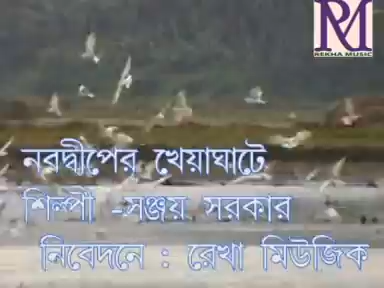 RM
REKHA MUSIC
নবদ্বীপের খেয়াঘাটে
শিল্পী -সঞ্জয় সরকার
নিবেদনে : রেখা মিউজিক